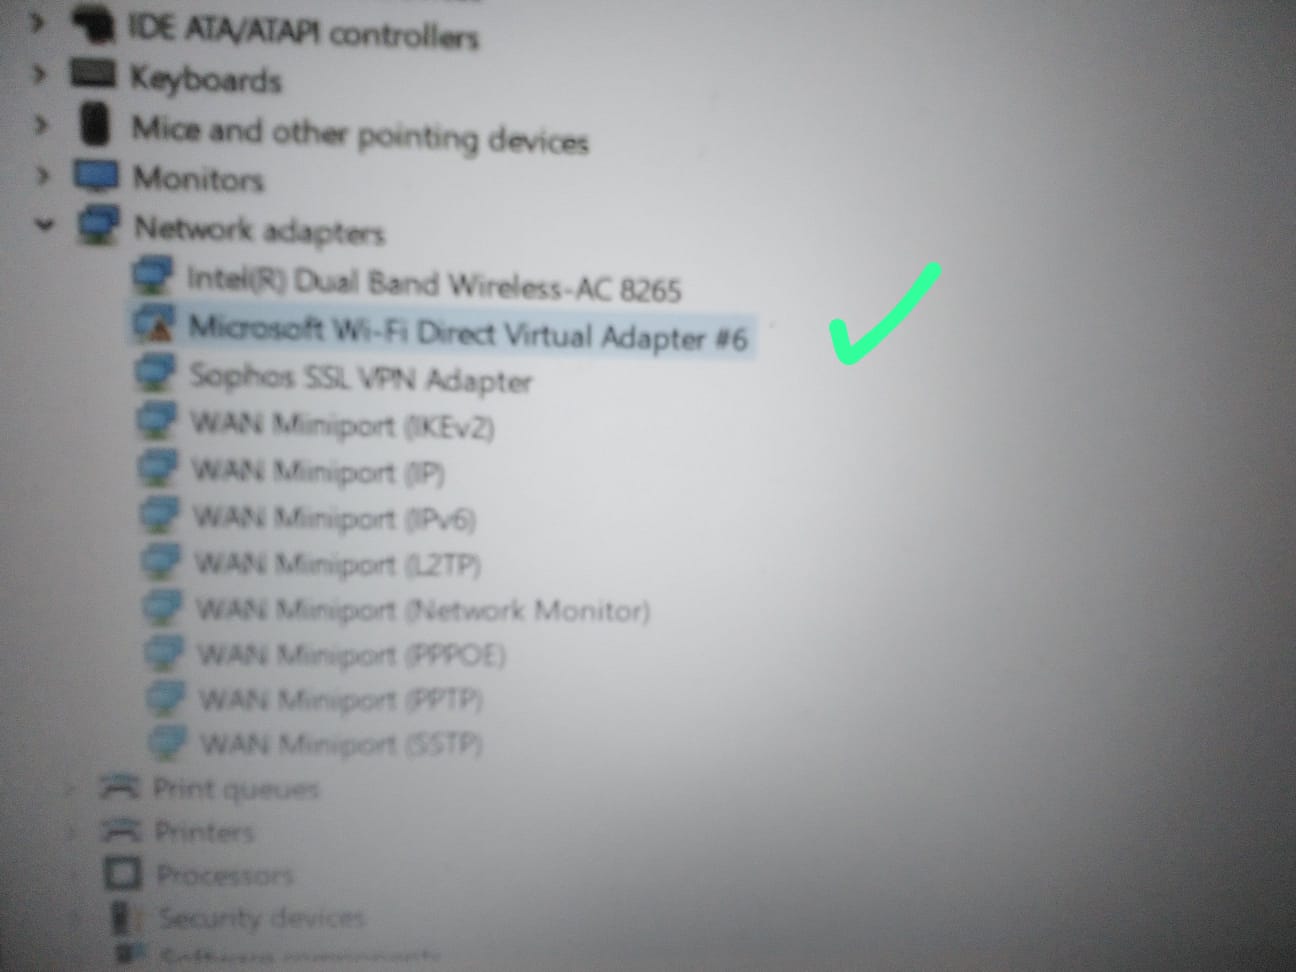 IDE ATA/ATAPI controllers
Keyboards
Mice and other pointing devices
Monitors
Network adapters
Intel(R) Dual Band Wireless-AC 8265
Microsoft Wi-Fi Direct Virtual Adapter #6
Sophos SSL VPN Adapter
WAN Miniport (IKEv2)
WAN Miniport (IP)
WAN Miniport (IPv6)
WAN Miniport (L2TP)
WAN Miniport (Network Monitor)
WAN Miniport (PPPOE)
WAN Miniport (PPTP)
WAN Miniport (SSTP)
Print queues
Printers
Processors
Security devices
Software components